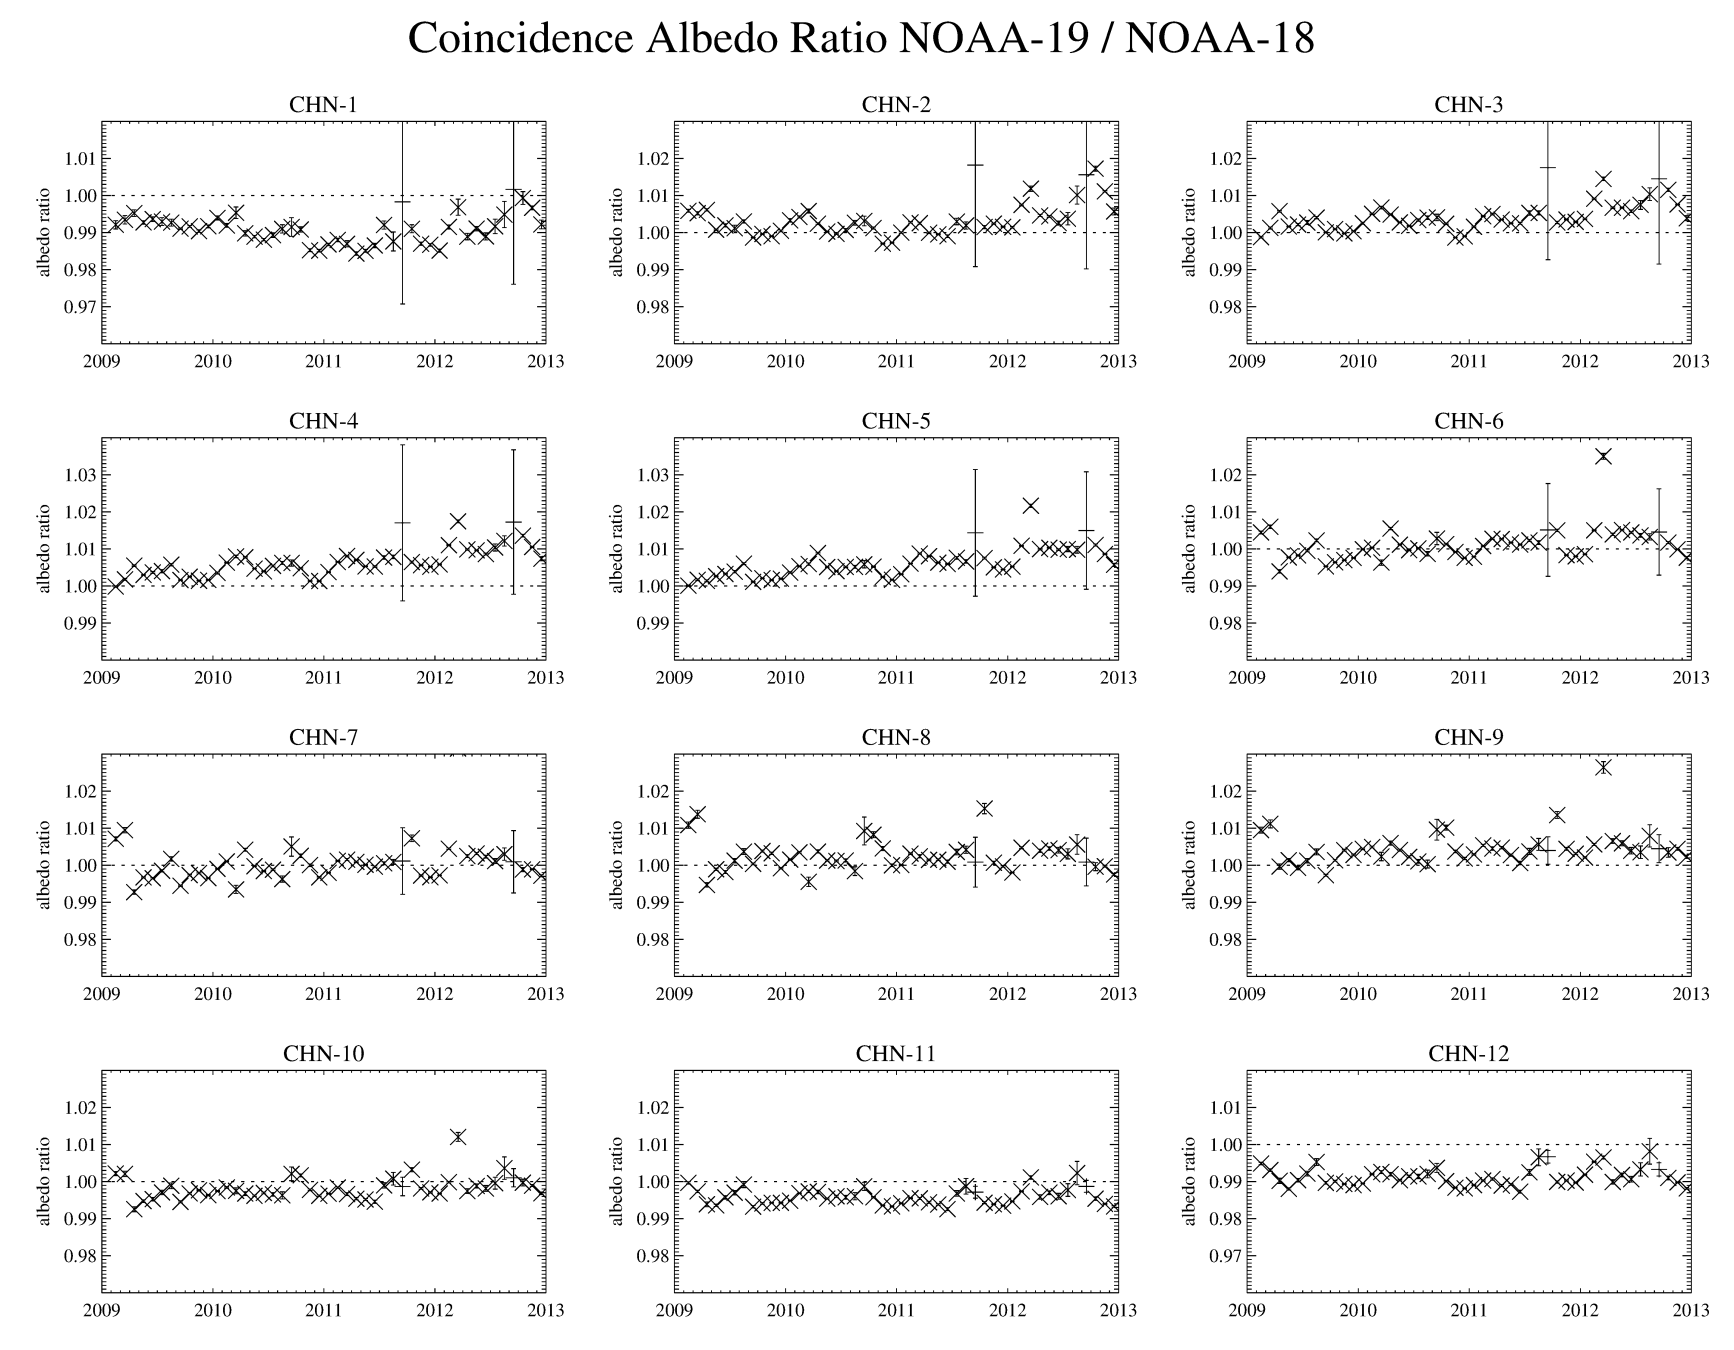 Coincidence Albedo Ratio NOAA-19 / NOAA-18
CHN-1
albedo ratio
1.01
1.00
0.99
0.98
0.97
2009 2010 2011 2012 2013
CHN-2
albedo ratio
1.02
1.01
1.00
0.99
0.98
2009 2010 2011 2012 2013
CHN-3
albedo ratio
1.02
1.01
1.00
0.99
0.98
2009 2010 2011 2012 2013
CHN-4
albedo ratio
1.03
1.02
1.01
1.00
0.99
2009 2010 2011 2012 2013
CHN-5
albedo ratio
1.03
1.02
1.01
1.00
0.99
2009 2010 2011 2012 2013
CHN-6
albedo ratio
1.02
1.01
1.00
0.99
0.98
2009 2010 2011 2012 2013
CHN-7
albedo ratio
1.02
1.01
1.00
0.99
0.98
2009 2010 2011 2012 2013
CHN-8
albedo ratio
1.02
1.01
1.00
0.99
0.98
2009 2010 2011 2012 2013
CHN-9
albedo ratio
1.02
1.01
1.00
0.99
0.98
2009 2010 2011 2012 2013
CHN-10
albedo ratio
1.02
1.01
1.00
0.99
0.98
2009 2010 2011 2012 2013
CHN-11
albedo ratio
1.02
1.01
1.00
0.99
0.98
2009 2010 2011 2012 2013
CHN-12
albedo ratio
1.01
1.00
0.99
0.98
0.97
2009 2010 2011 2012 2013